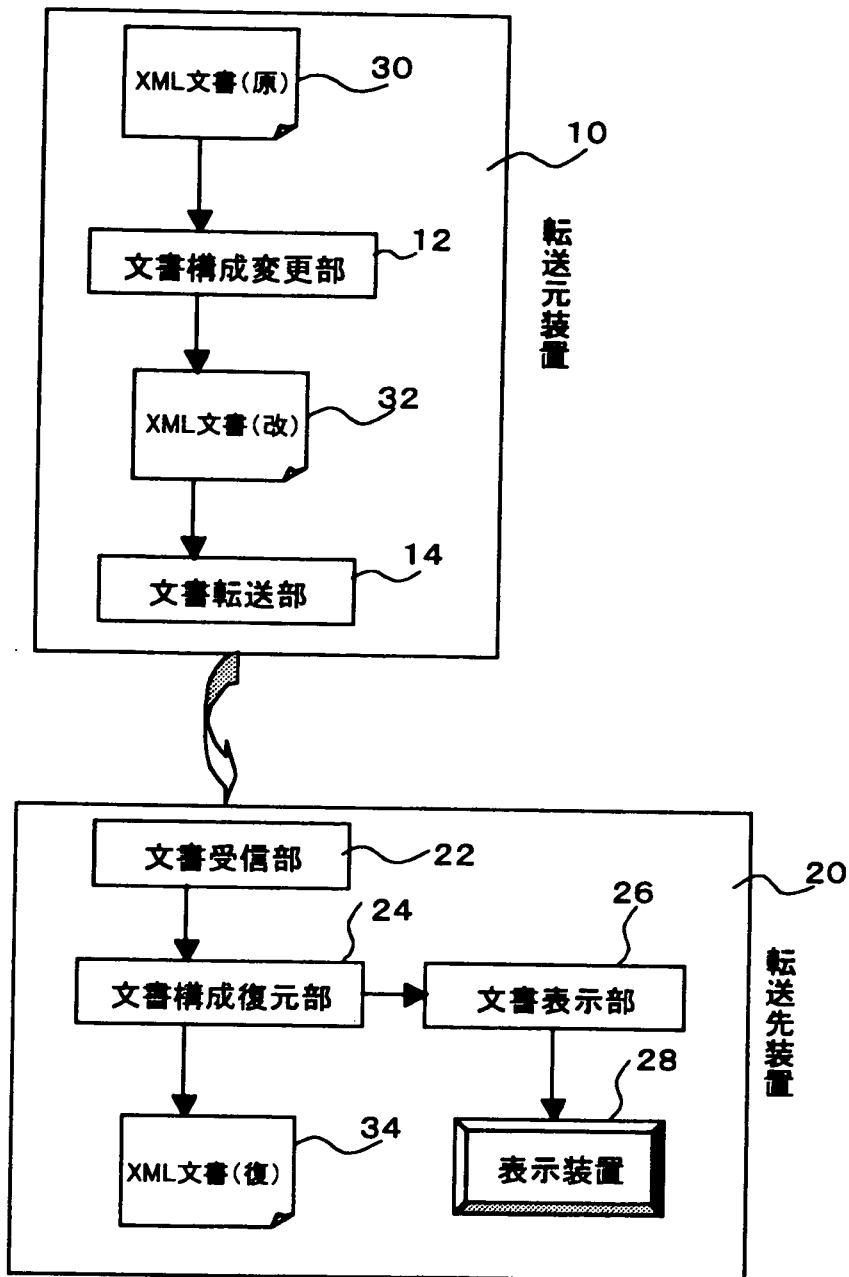 XML文書(原)
30
10
12
文書構成変更部
転送元装置
32
XML文書(改)
14
文書転送部
文書受信部
22
20
24
26
文書構成復元部
文書表示部
転送先装置
28
34
XML文書(復)
表示装置